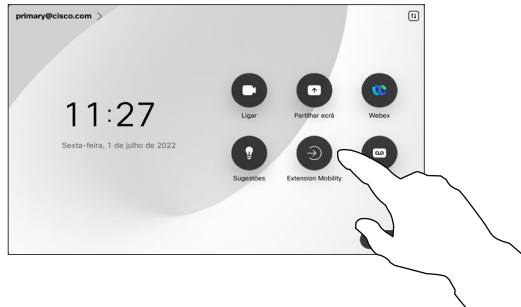 primary@cisco.com
11:27
Sexta-feira, 1 de julho de 2022
Ligar
Partilhar ecrã
Webex
Sugestões
Extension Mobility